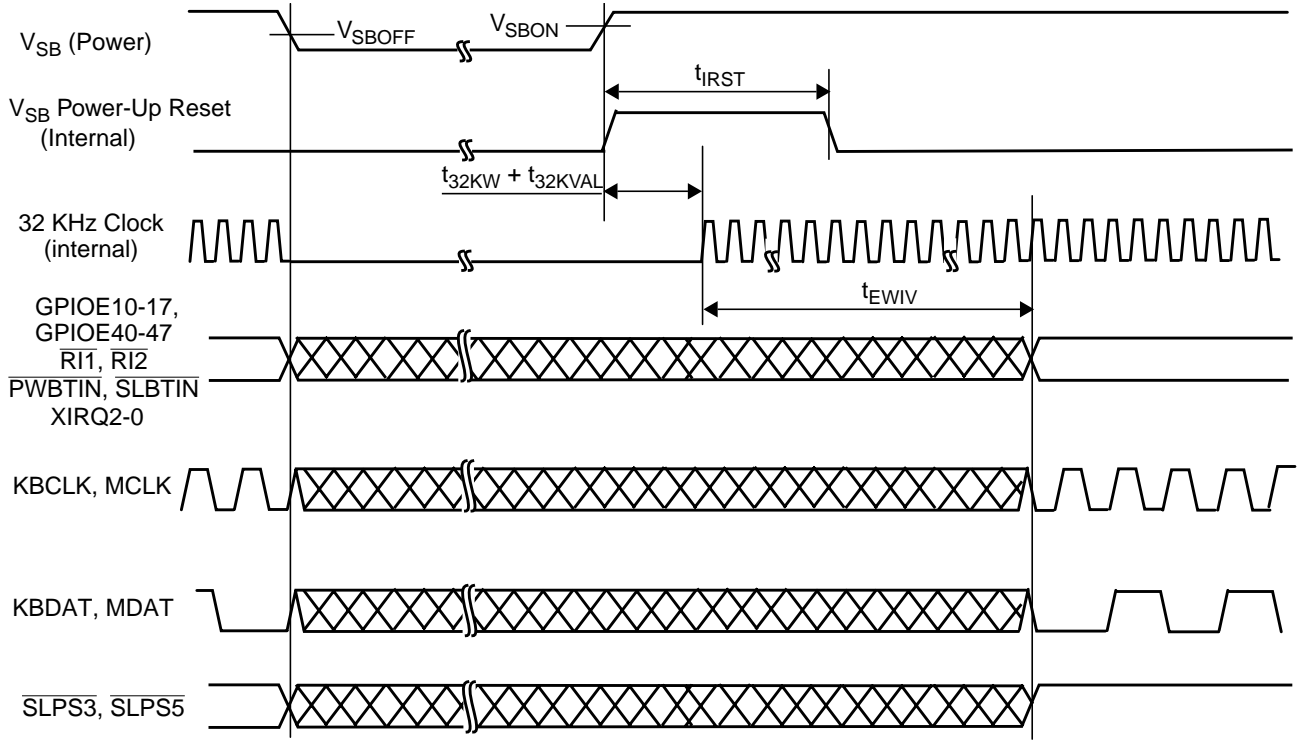 V_SB (Power)
V_SBOFF
V_SBON
t_IRST
V_SB Power-Up Reset
(Internal)
t_32KW + t_32KVAL
32 KHz Clock
(internal)
t_EWIV
GPIOE10-17,
GPIOE40-47
RI1, RI2
PWBTIN, SLBTIN
XIRQ2-0
KBCLK, MCLK
KBDAT, MDAT
SLPS3, SLPS5